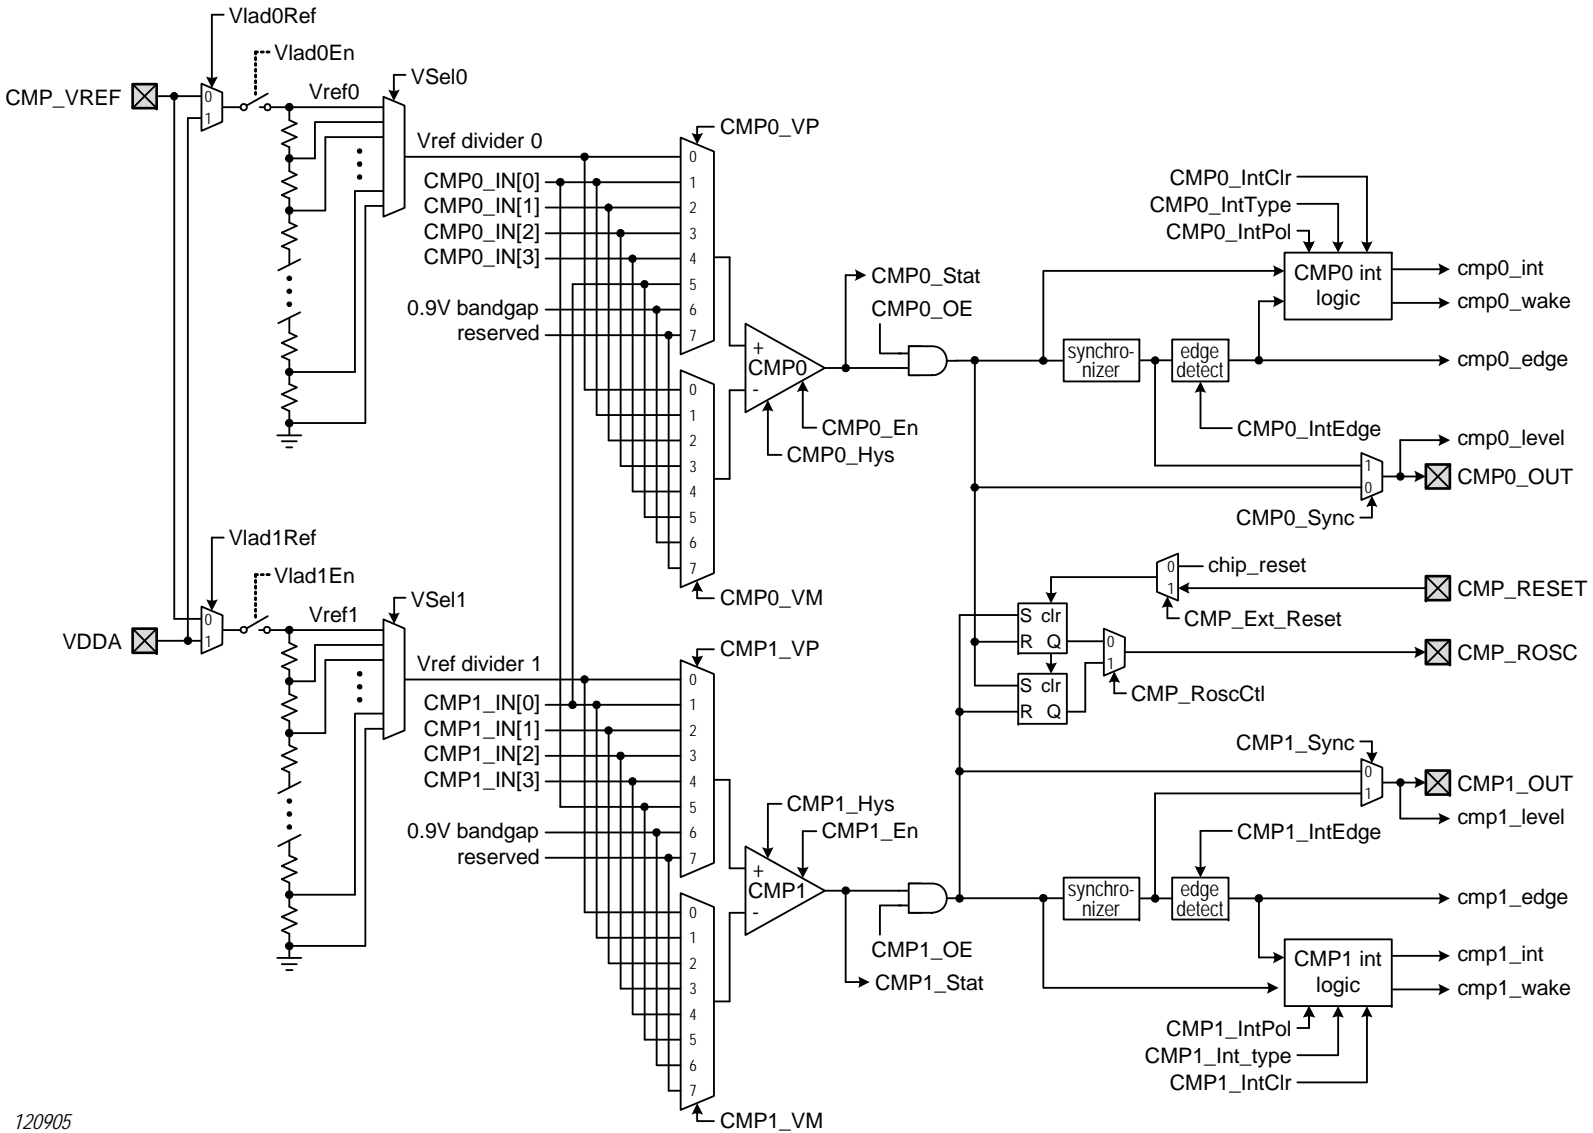 Vlad0Ref
Vlad0En
VSel0
CMP_VREF
0
1
Vref0
CMP0_VP
Vref divider 0
0
CMP0_IN[0]
1
CMP0_IN[1]
2
CMP0_IN[2]
3
CMP0_IN[3]
4
5
0.9V bandgap
6
reserved
7
CMP0_IntClr
CMP0_IntType
CMP0_IntPol
CMP0 int
logic
cmp0_int
cmp0_wake
CMP0_Stat
CMP0_OE
+
CMP0
-
synchro-
nizer
edge
detect
cmp0_edge
0
1
2
3
4
5
6
7
CMP0_En
CMP0_Hys
CMP0_IntEdge
cmp0_level
1
0
CMP0_OUT
CMP0_Sync
CMP0_VM
Vlad1Ref
Vlad1En
VSel1
0
1
VDDA
Vref1
chip_reset
0
1
CMP_RESET
CMP_Ext_Reset
S clr
R Q
0
1
CMP_ROSC
S clr
R Q
CMP_RoscCtl
CMP1_VP
Vref divider 1
0
CMP1_IN[0]
1
CMP1_IN[1]
2
CMP1_IN[2]
3
CMP1_IN[3]
4
5
0.9V bandgap
6
reserved
7
CMP1_Sync
0
1
CMP1_OUT
cmp1_level
CMP1_Hys
CMP1_En
CMP1_IntEdge
+
CMP1
-
synchro-
nizer
edge
detect
cmp1_edge
0
1
2
3
4
5
6
7
CMP1_OE
CMP1_Stat
CMP1 int
logic
cmp1_int
cmp1_wake
CMP1_IntPol
CMP1_Int_type
CMP1_IntClr
CMP1_VM
120905